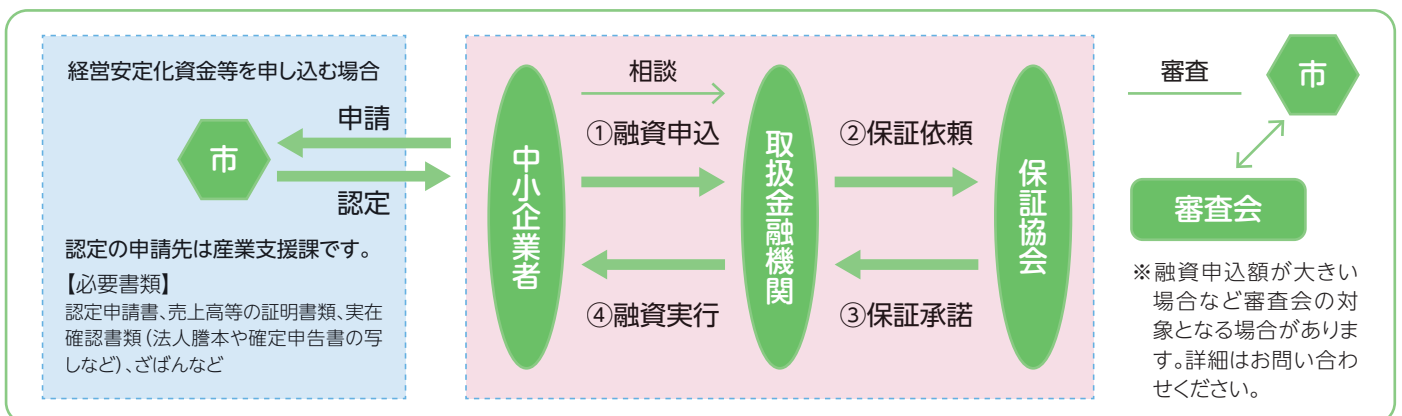 経営安定化資金等を申し込む場合
申請
市
認定
認定の申請先は産業支援課です。
【必要書類】
認定申請書、売上高等の証明書類、実在
確認書類(法人謄本や確定申告書の写
しなど)、ざばんなど
中小企業者
相談
①融資申込
④融資実行
取扱金融機関
②保証依頼
③保証承諾
保証協会
審査
市
審査会
※融資申込額が大きい
場合など審査会の対
象となる場合がありま
す。詳細はお問い合わ
せください。